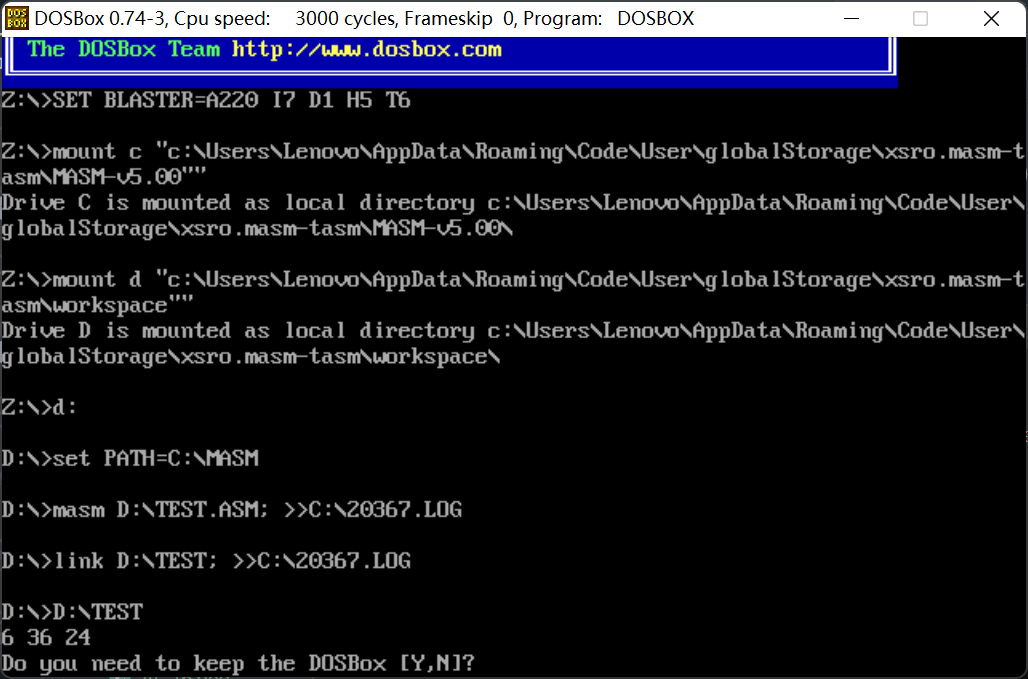 DOSBox 0.74-3, Cpu speed: 3000 cycles, Frameskip 0, Program: DOSBOX
The DOSBox Team http://www.dosbox.com
Z:\>SET BLASTER=A220 I7 D1 H5 T6
Z:\>mount c "c:\Users\Lenovo\AppData\Roaming\Code\User\globalStorage\xsro.masm-t
asm\MASM-v5.00""
Drive C is mounted as local directory c:\Users\Lenovo\AppData\Roaming\Code\User\
globalStorage\xsro.masm-tasm\MASM-v5.00\
Z:\>mount d "c:\Users\Lenovo\AppData\Roaming\Code\User\globalStorage\xsro.masm-t
asm\workspace""
Drive D is mounted as local directory c:\Users\Lenovo\AppData\Roaming\Code\User\
globalStorage\xsro.masm-tasm\workspace\
Z:\>d:
D:\>set PATH=C:\MASM
D:\>masm D:\TEST.ASM; >>C:\20367.LOG
D:\>link D:\TEST; >>C:\20367.LOG
D:\>D:\TEST
6 36 24
Do you need to keep the DOSBox [Y,N]?